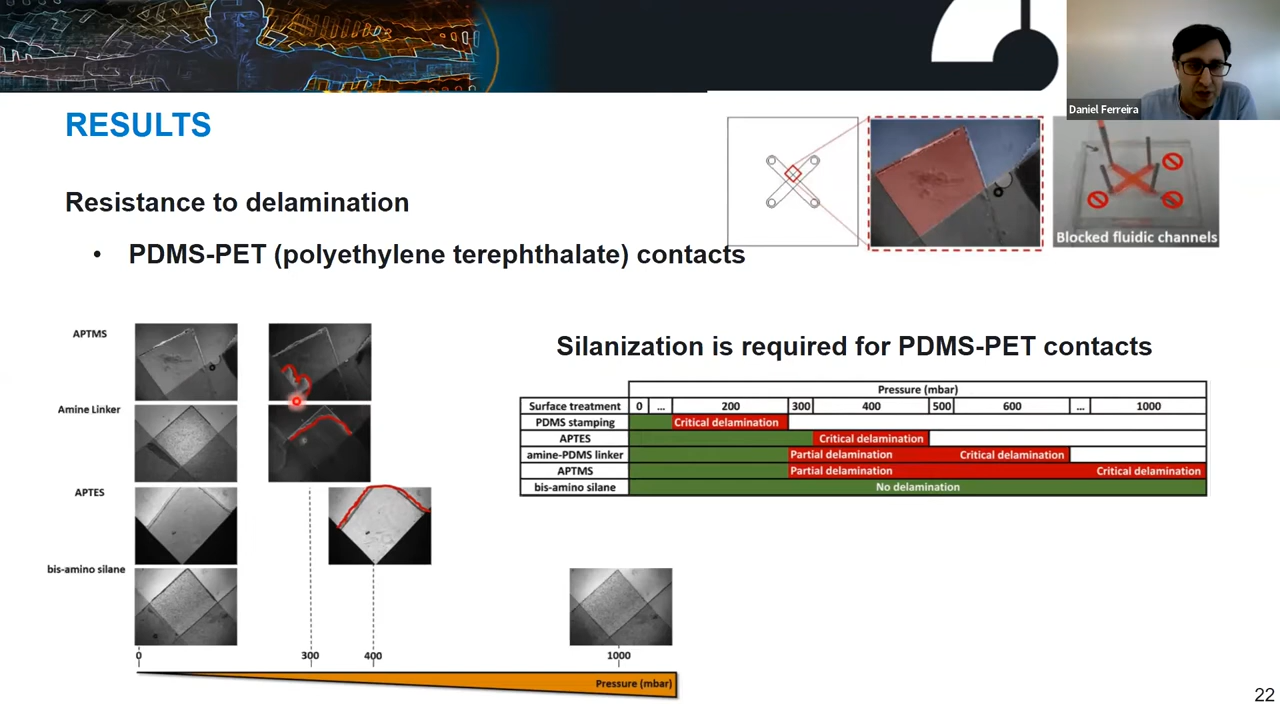 Daniel Ferreira
RESULTS
Blocked fluidic channels
Resistance to delamination
• PDMS-PET (polyethylene terephthalate) contacts
APTMS
Amine Linker
APTES
bis-amino silane
0 300 400 1000
Pressure (mbar)
Silanization is required for PDMS-PET contacts
Pressure (mbar)
Surface treatment 0 ... 200 300 400 500 600 ... 1000
PDMS stamping Critical delamination
APTES Critical delamination
amine-PDMS linker Partial delamination Critical delamination
APTMS Partial delamination Critical delamination
bis-amino silane No delamination
22